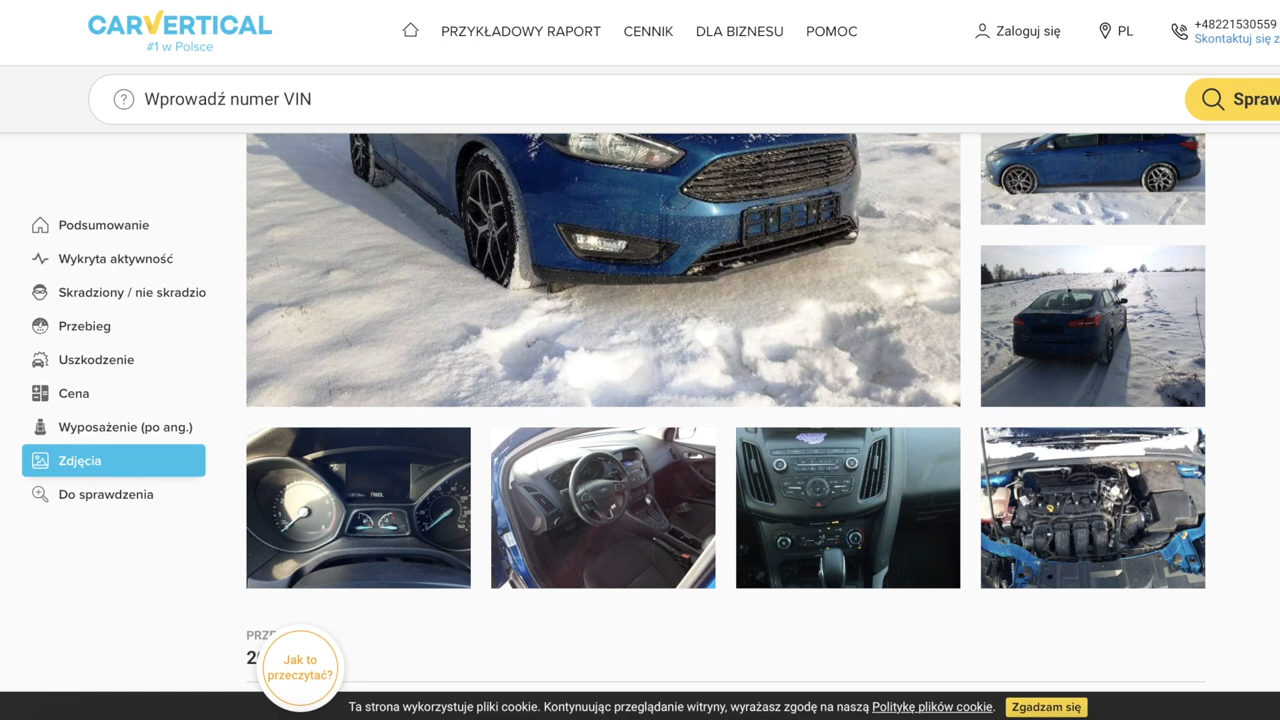 CARVERTICAL
#1 w Polsce
PRZYKŁADOWY RAPORT
CENNIK
DLA BIZNESU
POMOC
Zaloguj się
PL
+48221530559
Skontaktuj się z
Wprowadź numer VIN
Spraw
Podsumowanie
Wykryta aktywność
Skradziony / nie skradzio
Przebieg
Uszkodzenie
Cena
Wyposażenie (po ang.)
Zdjęcia
Do sprawdzenia
PRZE
Jak to
przeczytać?
Ta strona wykorzystuje pliki cookie. Kontynuując przeglądanie witryny, wyrażasz zgodę na naszą Politykę plików cookie.
Zgadzam się